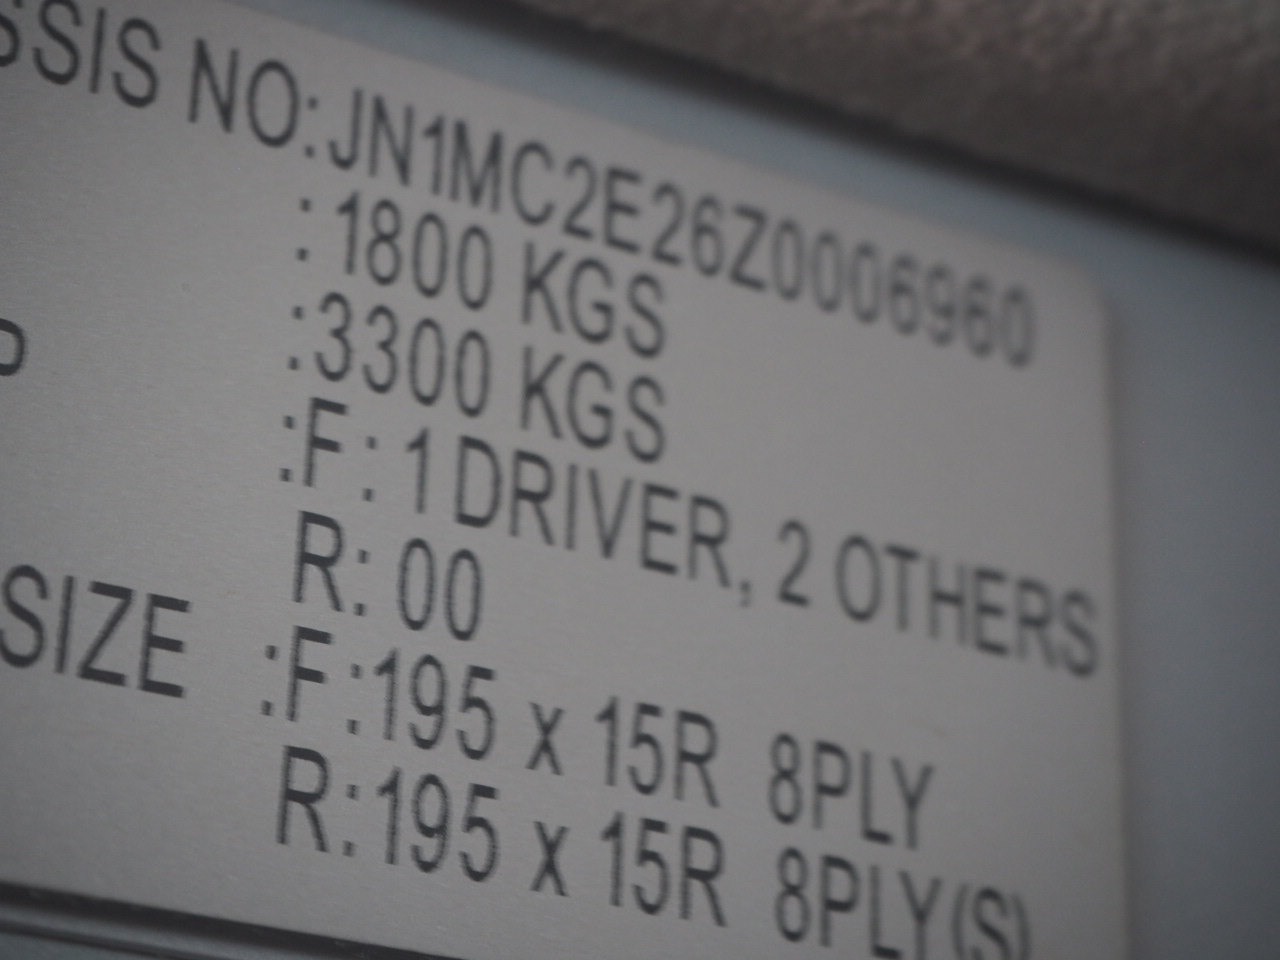 SSIS NO:JN1MC2E26Z0006960
:1800 KGS
P :3300 KGS
:F: 1 DRIVER, 2 OTHERS
R: 00
SIZE :F:195 x 15R 8PLY
R:195 x 15R 8PLY(S)